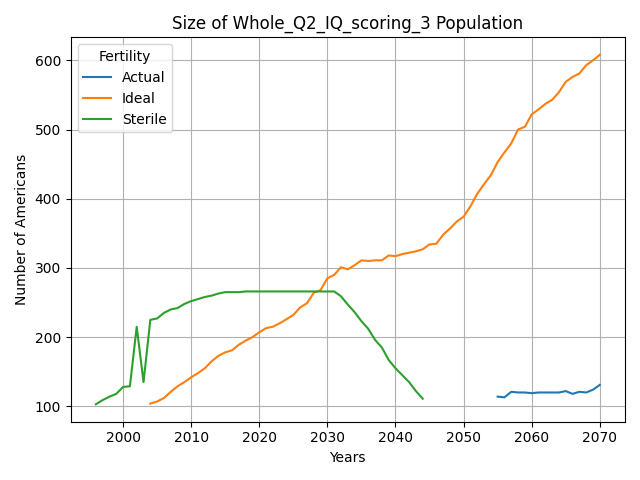 Size of Whole_Q2_IQ_scoring_3 Population
Fertility
Actual
Ideal
Sterile
Number of Americans
600
500
400
300
200
100
2000
2010
2020
2030
2040
2050
2060
2070
Years